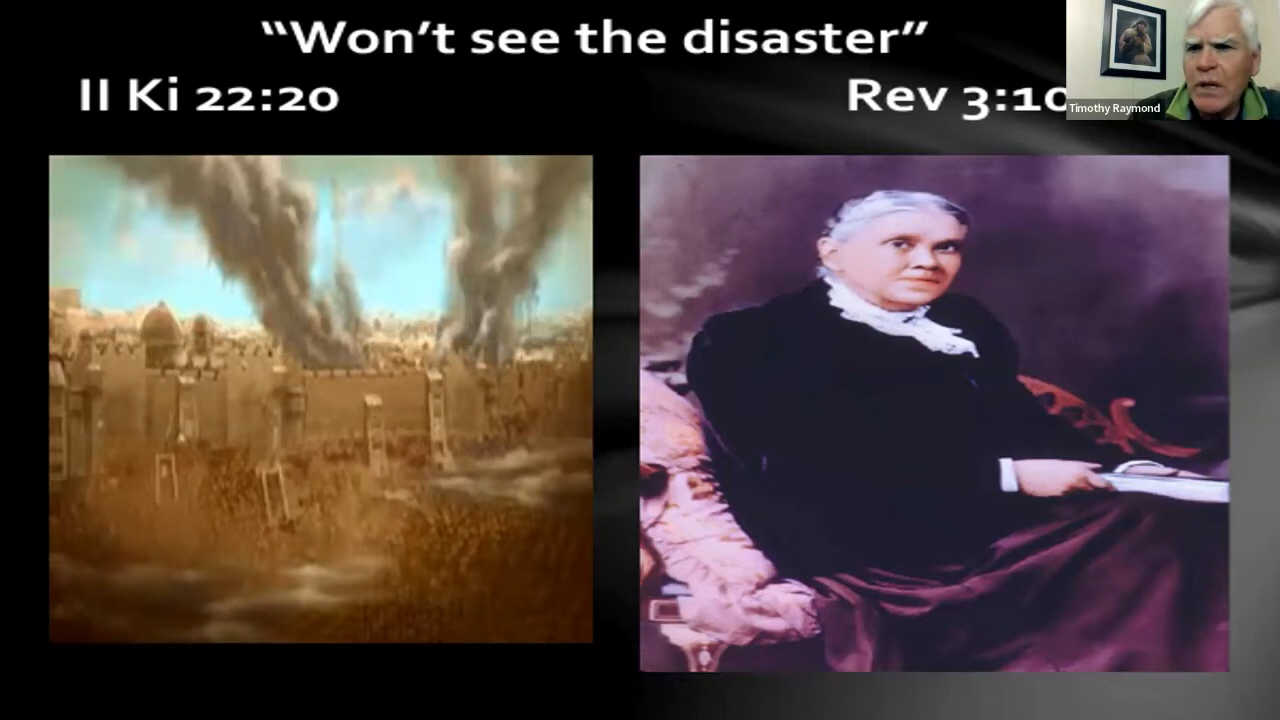 “Won’t see the disaster”
II Ki 22:20
Rev 3:10
Timothy Raymond